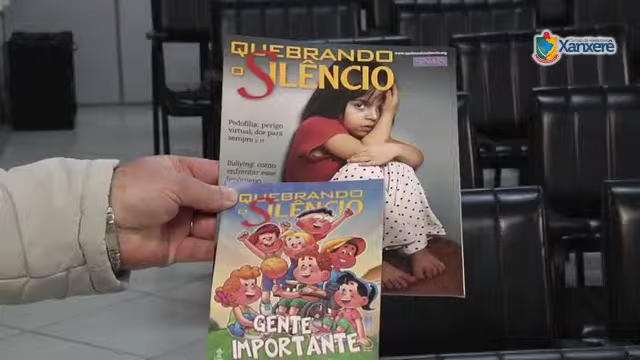 Xanxerê
QUEBRANDO
O SILÊNCIO
Pedofilia: perigo
virtual, dor para
sempre
Bullying: como
enfrentar esse
fenômeno
QUEBRANDO
O SILÊNCIO
GENTE
IMPORTANTE